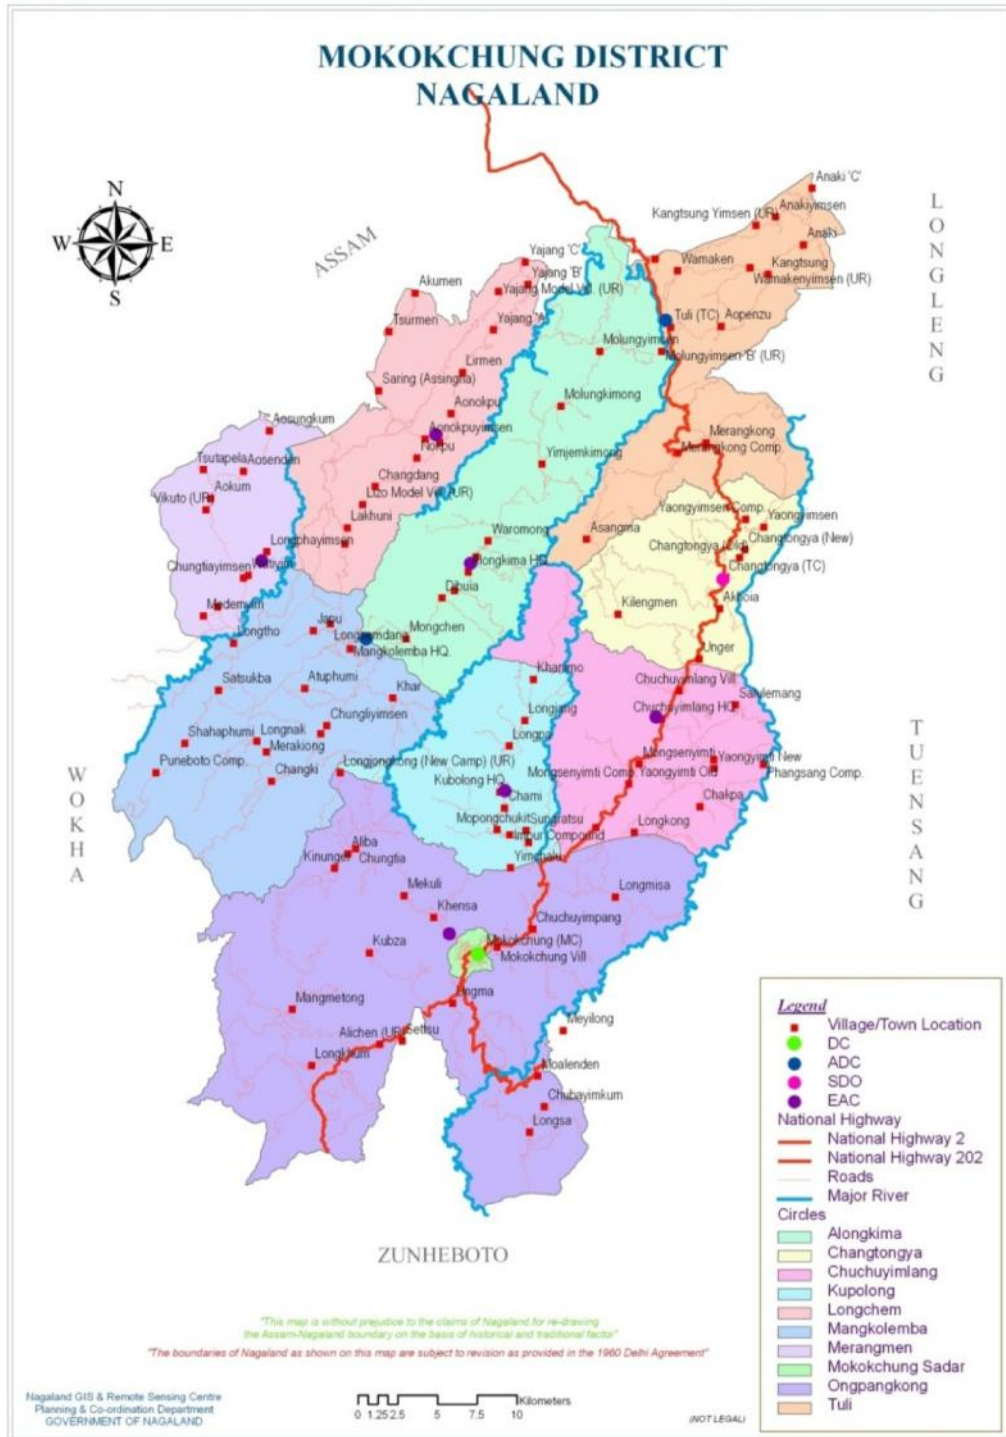 MOKOKCHUNG DISTRICT
NAGALAND
N
W
E
S
ASSAM
LONGLENG
TUENSANG
WOKHA
ZUNHEBOTO
Anaki 'C'
Kangtsung Yimsen (UR)
Anakiyimsen
Anaki
Wamaken
Kangtsung
Wamakenyimsen (UR)
Tuli (TC)
Aopenzu
Molungyimsen
Molungyimsen 'B' (UR)
Yajang 'C'
Yajang 'B'
Akumen
Yajang Model Vill. (UR)
Tsurmen
Yajang 'A'
Lirmen
Saring (Assingha)
Molungkimong
Aonokpu
Aonokpuyimsen
Nokpu
Merangkong
Merangkong Comp.
Aosungkum
Tsutapela
Aosenden
Changdang
Yimjemkimong
Aokum
Vikuto (UR)
Lizo Model Vill (UR)
Lakhuni
Yaongyimsen Comp.
Yaongyimsen
Asangma
Changtongya (Old)
Changtongya (New)
Changtongya (TC)
Waromong
Longphayimsen
Chungtiayimsen
Dibuia
Kilengmen
Akhoia
Medemyim
Longtho
Japu
Longsemdang
Mangkolemba HQ.
Mongchen
Unger
Satsukba
Atuphumi
Khar
Kharimo
Chuchuyimlang Vill
Chuchuyimlang HQ
Salulemang
Chungliyimsen
Longjang
Shahaphumi
Longnak
Merakiong
Longpa
Puneboto Comp.
Changki
Longjongkong (New Camp) (UR)
Kubolong HQ
Mongsenyimti
Mongsenyimti Comp.
Yaongyimti New
Yaongyimti Old
Phangsang Comp.
Chami
Chakpa
Mopongchukit
Sungratsu
Impur Compound
Longkong
Yimchalu
Aliba
Kinunger
Chungtia
Mekuli
Longmisa
Khensa
Chuchuyimpang
Kubza
Mokokchung (MC)
Mokokchung Vill
Ungma
Mangmetong
Meyilong
Alichen (UR)
Settsu
Longkhum
Moalenden
Chubayimkum
Longsa
Legend
Village/Town Location
DC
ADC
SDO
EAC
National Highway
National Highway 2
National Highway 202
Roads
Major River
Circles
Alongkima
Changtongya
Chuchuyimlang
Kupolong
Longchem
Mangkolemba
Merangmen
Mokokchung Sadar
Ongpangkong
Tuli
"This map is without prejudice to the claims of Nagaland for re-drawing
the Assam-Nagaland boundary on the basis of historical and traditional factor"
"The boundaries of Nagaland as shown on this map are subject to revision as provided in the 1960 Delhi Agreement"
Nagaland GIS & Remote Sensing Centre
Planning & Co-ordination Department
GOVERNMENT OF NAGALAND
Kilometers
0 1.25 2.5 5 7.5 10
(NOT LEGAL)